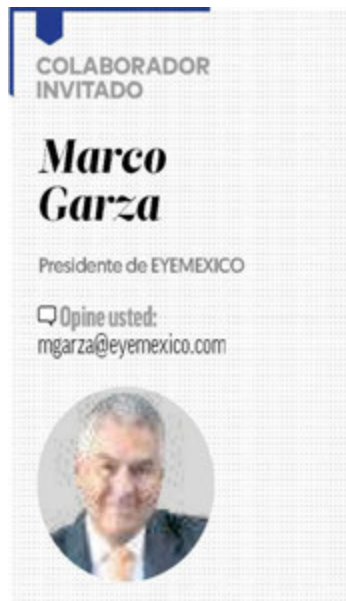 COLABORADOR
INVITADO
Marco
Garza
Presidente de EYEMEXICO
Opine usted:
mgarza@eyemexico.com